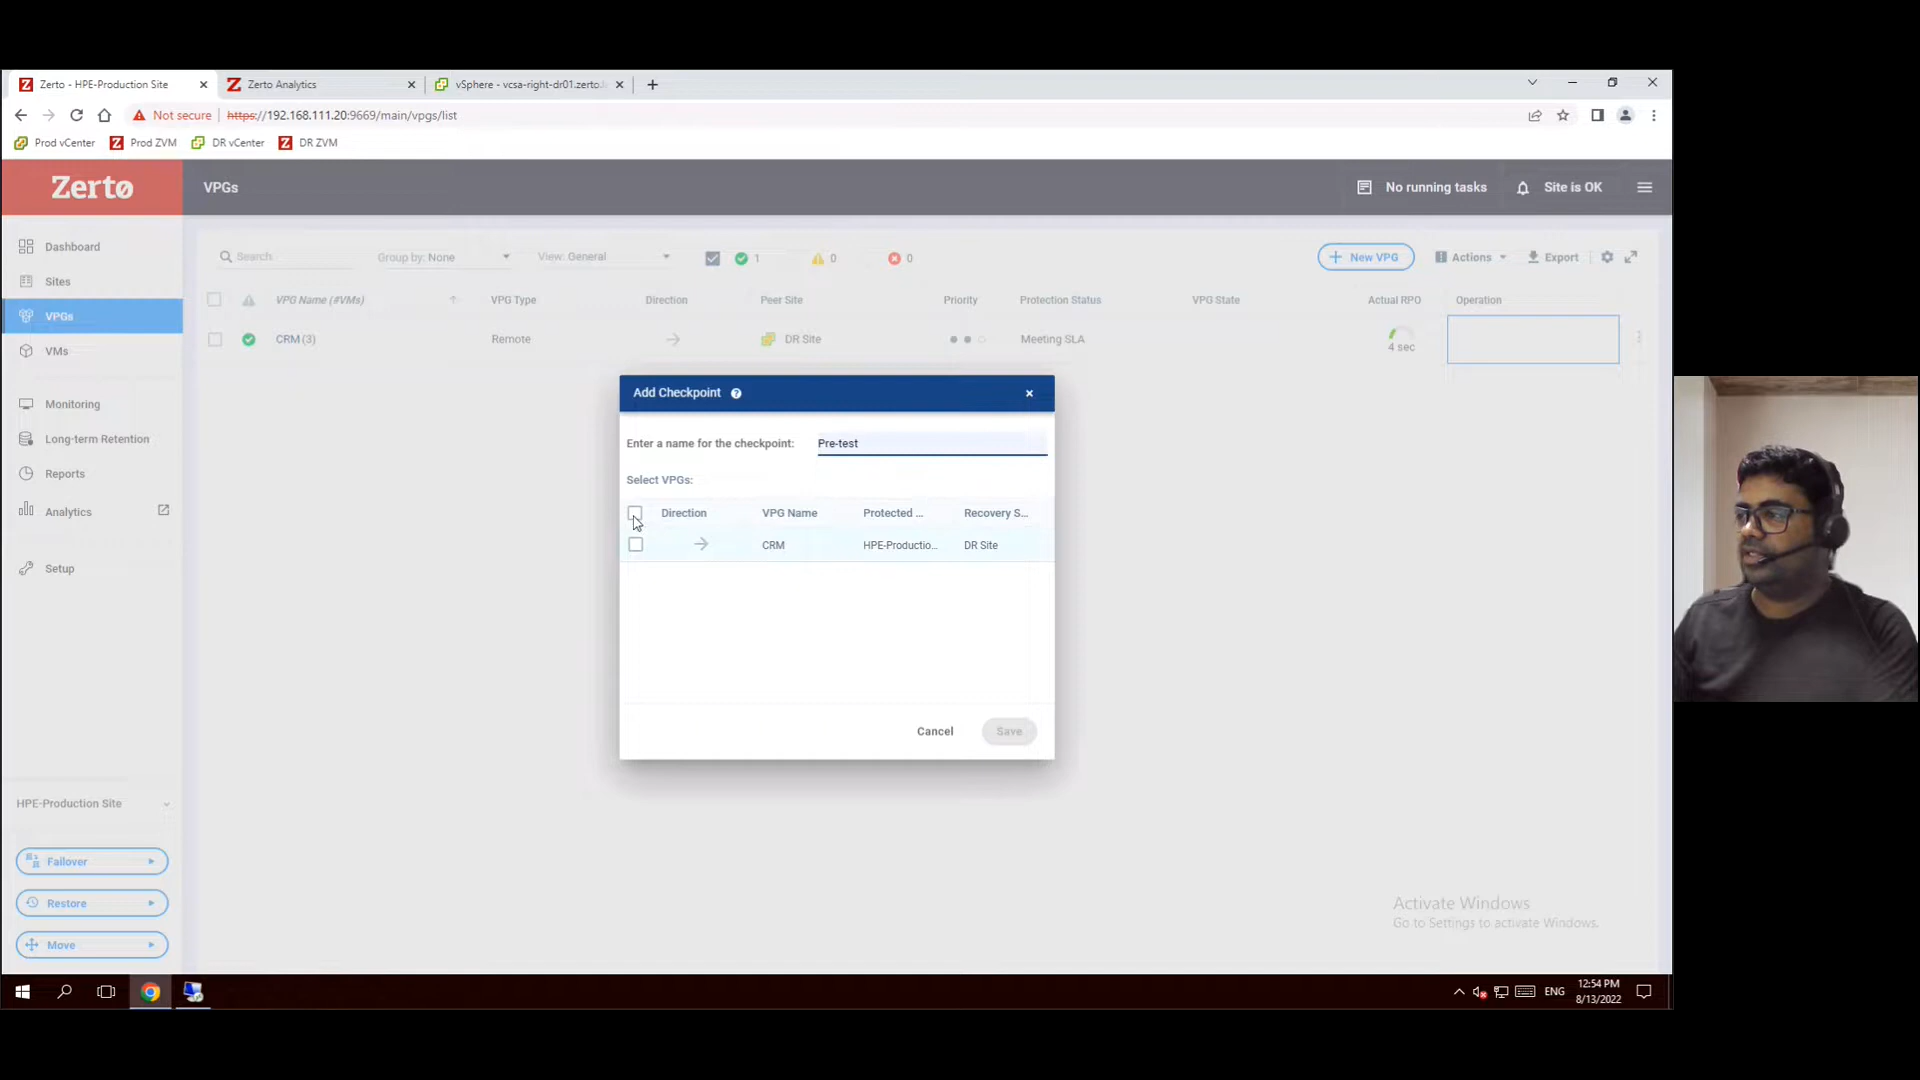 Zerto - HPE-Production Site
Zerto Analytics
vSphere - vcsa-right-dr01.zerto.
Not secure
https://192.168.111.20:9669/main/vpgs/list
Prod vCenter
Prod ZVM
DR vCenter
DR ZVM
Zerto
VPGs
No running tasks
Site is OK
Dashboard
Sites
VPGs
VMs
Monitoring
Long-term Retention
Reports
Analytics
Setup
HPE-Production Site
Failover
Restore
Move
Search
Group by: None
View: General
1
0
0
New VPG
Actions
Export
VPG Name (#VMs)
VPG Type
Direction
Peer Site
Priority
Protection Status
VPG State
Actual RPO
Operation
CRM (3)
Remote
DR Site
Meeting SLA
4 sec
Add Checkpoint
Enter a name for the checkpoint: Pre-test
Select VPGs:
Direction
VPG Name
Protected ...
Recovery S...
CRM
HPE-Productio...
DR Site
Cancel
Save
Activate Windows
Go to Settings to activate Windows.
ENG
12:54 PM
8/13/2022